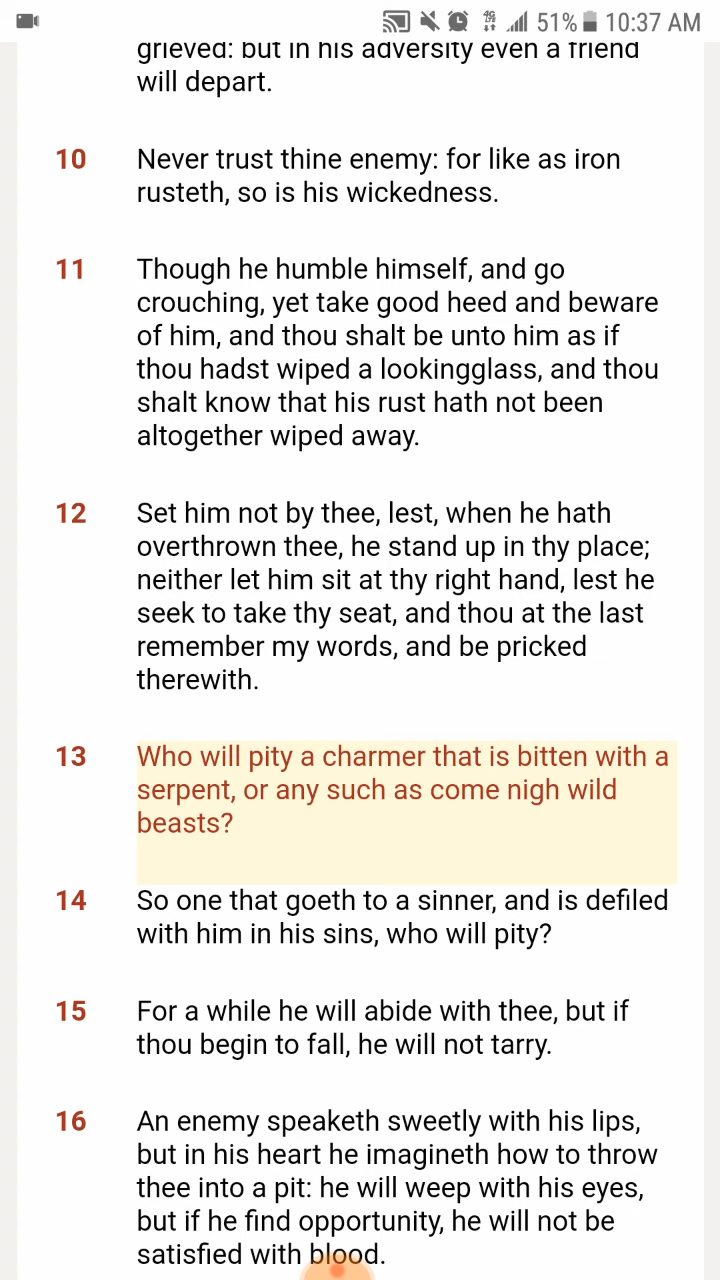 51% 10:37 AM
grieved: but in his adversity even a friend
will depart.
10 Never trust thine enemy: for like as iron
rusteth, so is his wickedness.
11 Though he humble himself, and go
crouching, yet take good heed and beware
of him, and thou shalt be unto him as if
thou hadst wiped a lookingglass, and thou
shalt know that his rust hath not been
altogether wiped away.
12 Set him not by thee, lest, when he hath
overthrown thee, he stand up in thy place;
neither let him sit at thy right hand, lest he
seek to take thy seat, and thou at the last
remember my words, and be pricked
therewith.
13 Who will pity a charmer that is bitten with a
serpent, or any such as come nigh wild
beasts?
14 So one that goeth to a sinner, and is defiled
with him in his sins, who will pity?
15 For a while he will abide with thee, but if
thou begin to fall, he will not tarry.
16 An enemy speaketh sweetly with his lips,
but in his heart he imagineth how to throw
thee into a pit: he will weep with his eyes,
but if he find opportunity, he will not be
satisfied with blood.